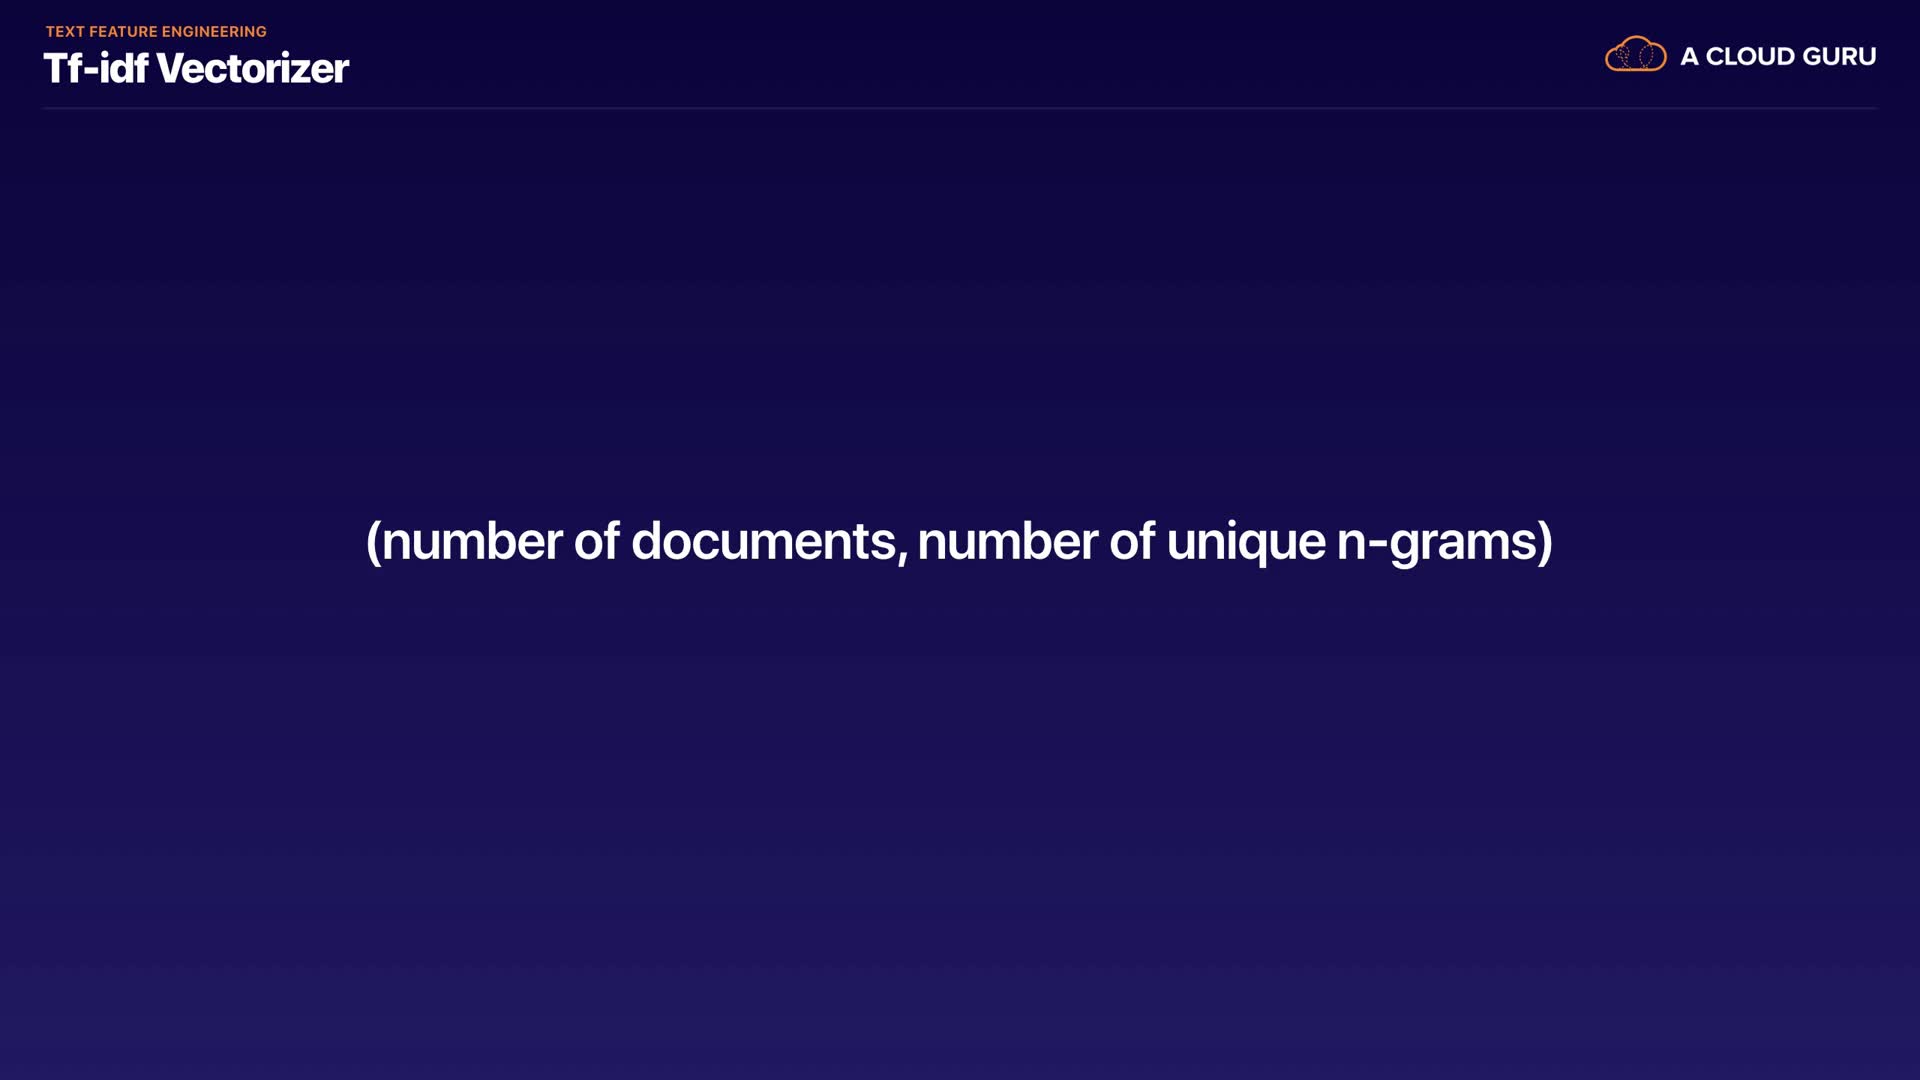 TEXT FEATURE ENGINEERING
Tf-idf Vectorizer
A CLOUD GURU
(number of documents, number of unique n-grams)